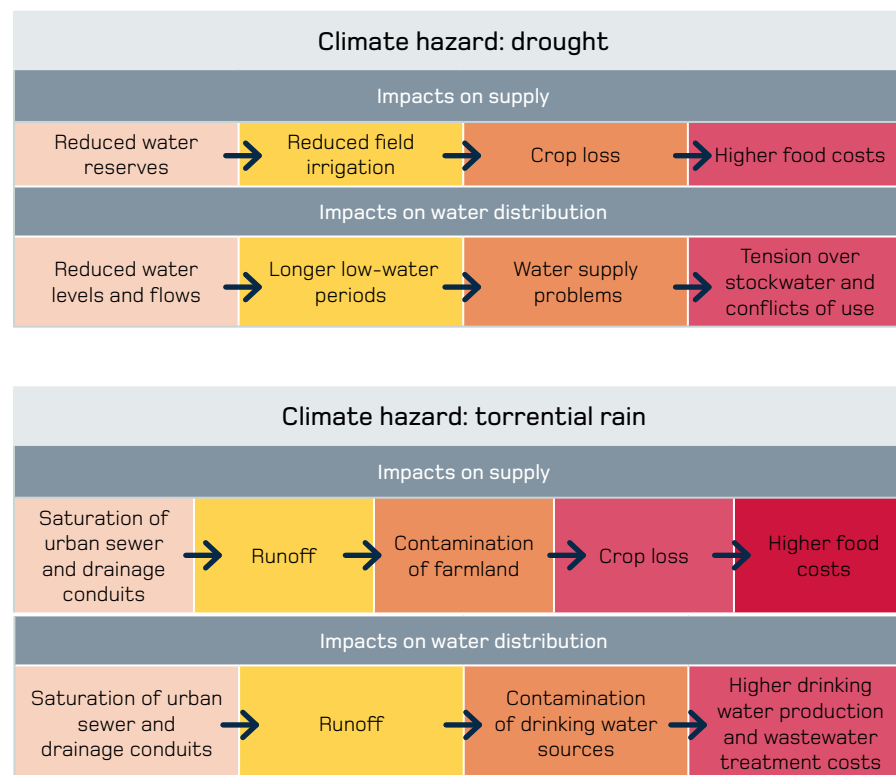 Climate hazard: drought
Impacts on supply
Reduced water
reserves
Reduced field
irrigation
Crop loss
Higher food costs
Impacts on water distribution
Reduced water
levels and flows
Longer low-water
periods
Water supply
problems
Tension over
stockwater and
conflicts of use
Climate hazard: torrential rain
Impacts on supply
Saturation of
urban sewer
and drainage
conduits
Runoff
Contamination
of farmland
Crop loss
Higher food
costs
Impacts on water distribution
Saturation of urban
sewer and
drainage conduits
Runoff
Contamination
of drinking water
sources
Higher drinking
water production
and wastewater
treatment costs